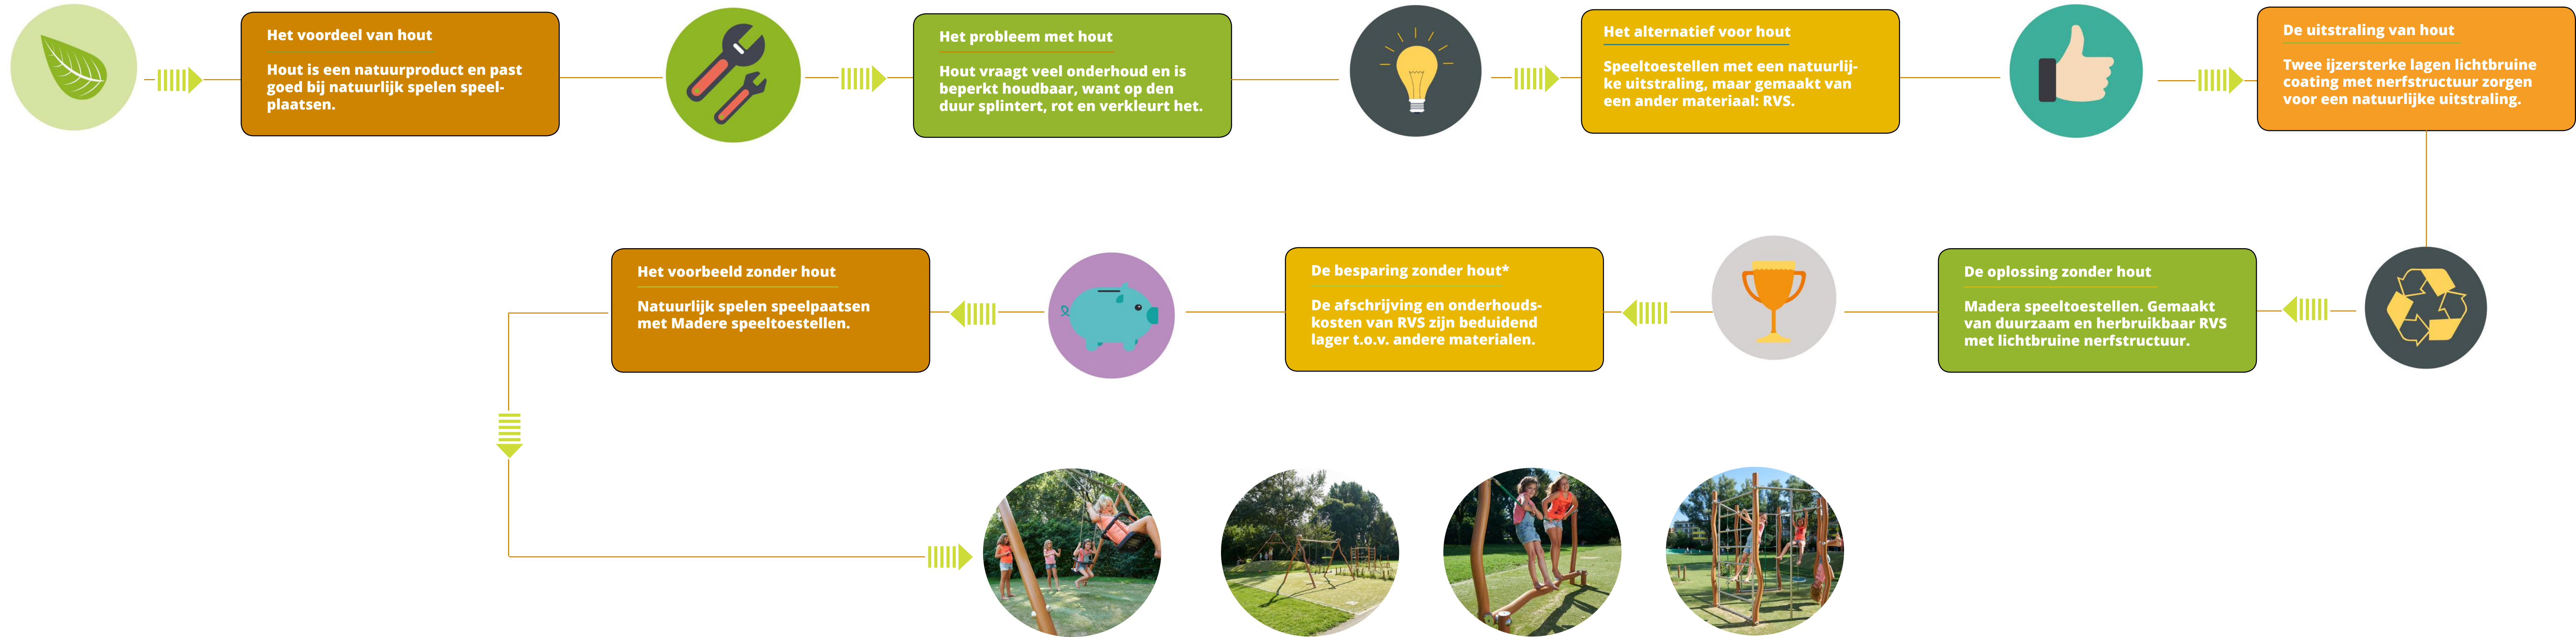 Het voordeel van hout
Hout is een natuurproduct en past
goed bij natuurlijk spelen speel-
plaatsen.
Het probleem met hout
Hout vraagt veel onderhoud en is
beperkt houdbaar, want op den
duur splintert, rot en verkleurt het.
Het alternatief voor hout
Speeltoestellen met een natuurlij-
ke uitstraling, maar gemaakt van
een ander materiaal: RVS.
De uitstraling van hout
Twee ijzersterke lagen lichtbruine
coating met nerfstructuur zorgen
voor een natuurlijke uitstraling.
De oplossing zonder hout
Madera speeltoestellen. Gemaakt
van duurzaam en herbruikbaar RVS
met lichtbruine nerfstructuur.
De besparing zonder hout*
De afschrijving en onderhouds-
kosten van RVS zijn beduidend
lager t.o.v. andere materialen.
Het voorbeeld zonder hout
Natuurlijk spelen speelpaatsen
met Madere speeltoestellen.